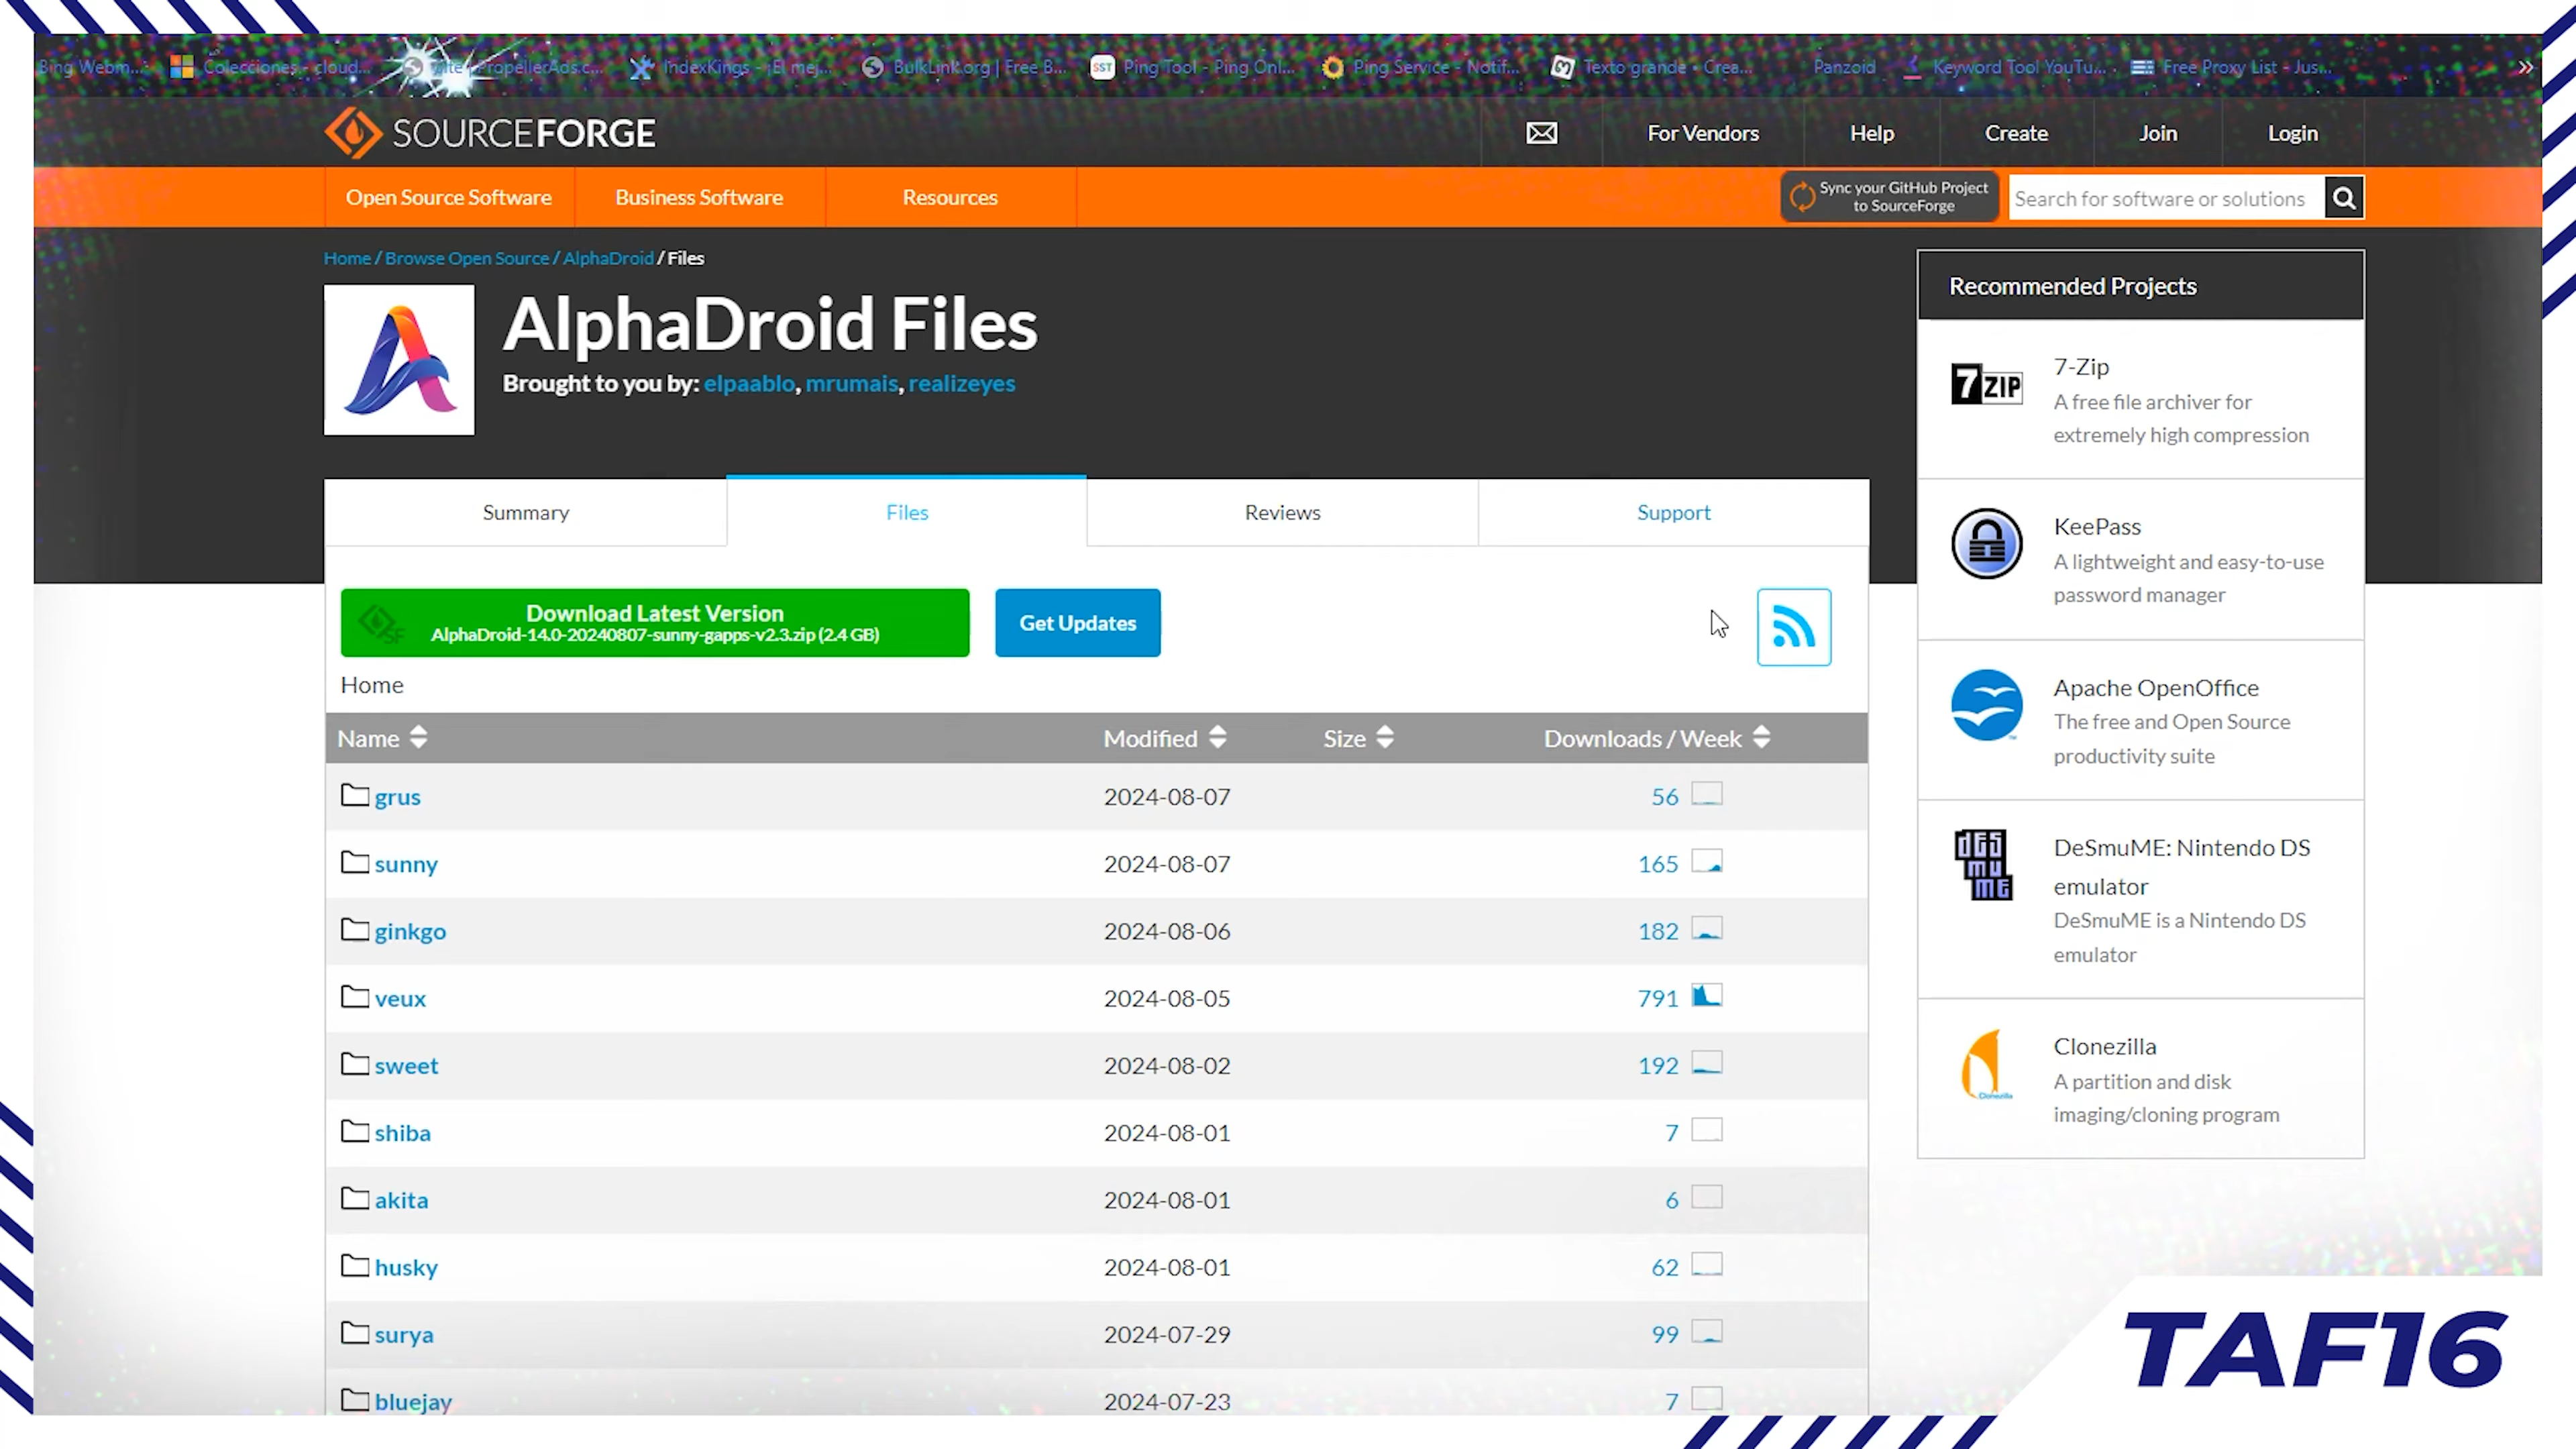 Bing Webm...
Colecciones - cloud...
IndexKings - ¡El mej...
BulkLink.org | Free B...
Ping Tool - Ping Onl...
Ping Service - Notif...
Texto grande • Crea...
Panzoid
Keyword Tool YouTu...
Free Proxy List - Jus...
SOURCEFORGE
For Vendors
Help
Create
Join
Login
Open Source Software
Business Software
Resources
Sync your GitHub Project
to SourceForge
Search for software or solutions
Home / Browse Open Source / AlphaDroid / Files
AlphaDroid Files
Brought to you by: elpaablo, mrumais, realizeyes
Summary
Files
Reviews
Support
Download Latest Version
AlphaDroid-14.0-20240807-sunny-gapps-v2.3.zip (2.4 GB)
Get Updates
Home
Name Modified Size Downloads / Week
grus 2024-08-07 56
sunny 2024-08-07 165
ginkgo 2024-08-06 182
veux 2024-08-05 791
sweet 2024-08-02 192
shiba 2024-08-01 7
akita 2024-08-01 6
husky 2024-08-01 62
surya 2024-07-29 99
bluejay 2024-07-23 7
Recommended Projects
7-Zip
A free file archiver for
extremely high compression
KeePass
A lightweight and easy-to-use
password manager
Apache OpenOffice
The free and Open Source
productivity suite
DeSmuME: Nintendo DS
emulator
DeSmuME is a Nintendo DS
emulator
Clonezilla
A partition and disk
imaging/cloning program
TAF16